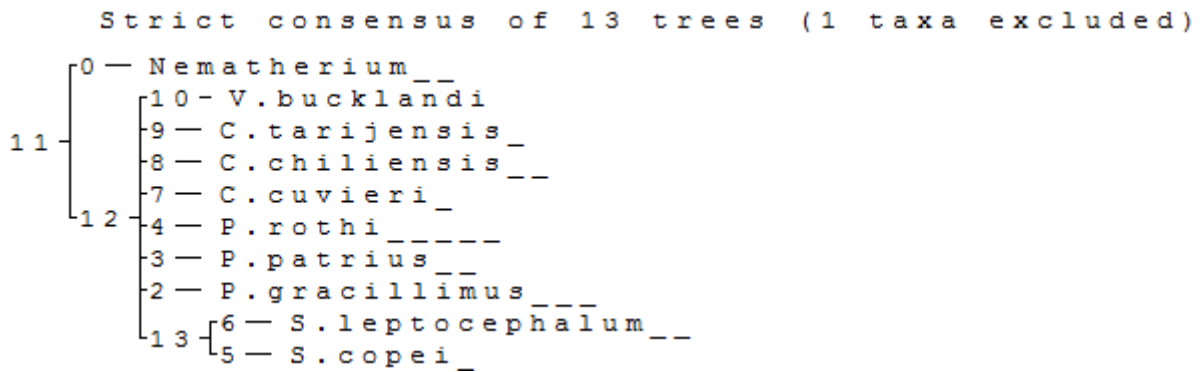 Strict consensus of 13 trees (1 taxa excluded)
0 — Nematherium__
10 - V.bucklandi
9 — C.tarijensis_
11
8 — C.chiliensis__
7 — C.cuvieri_
12
4 — P.rothi_____
3 — P.patrius__
2 — P.gracillimus___
6 — S.leptocephalum__
13
5 — S.copei_